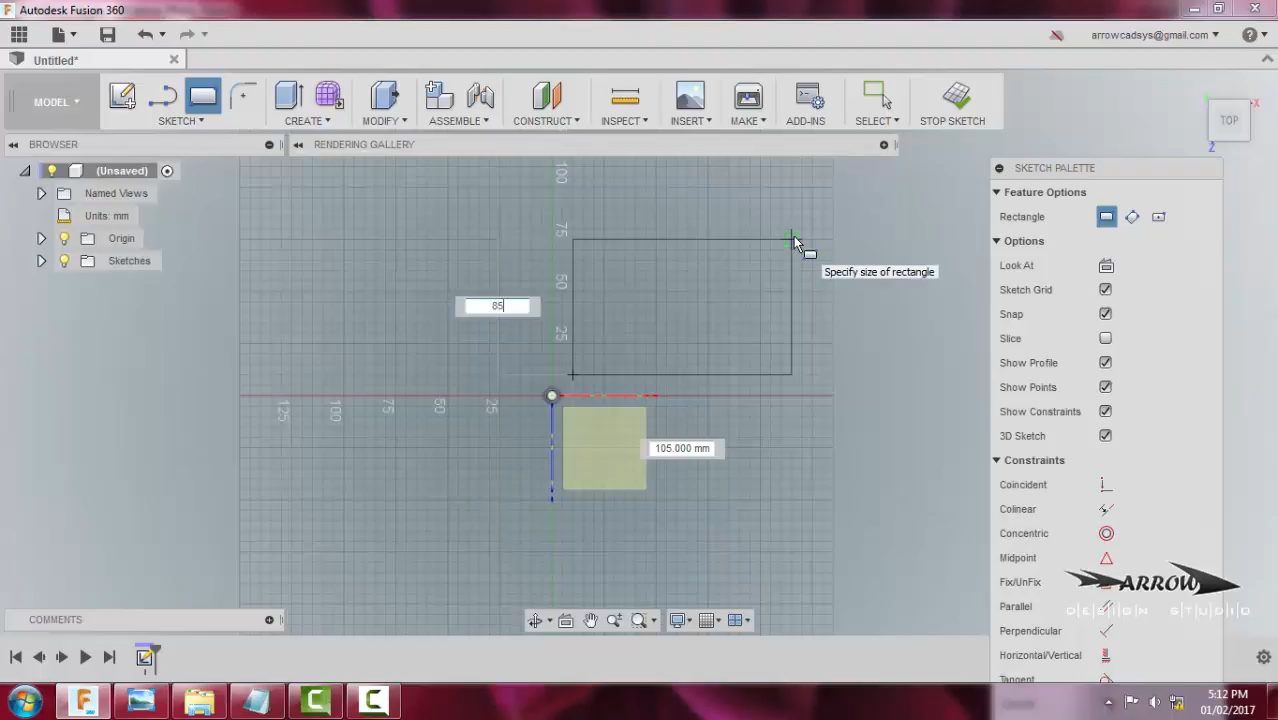 Autodesk Fusion 360
arrowcadsys@gmail.com
Untitled*
MODEL
SKETCH
CREATE
MODIFY
ASSEMBLE
CONSTRUCT
INSPECT
INSERT
MAKE
ADD-INS
SELECT
STOP SKETCH
BROWSER
RENDERING GALLERY
(Unsaved)
Named Views
Units: mm
Origin
Sketches
100
75
50
25
125
100
75
50
25
85
105.000 mm
Specify size of rectangle
TOP
X
Z
SKETCH PALETTE
Feature Options
Rectangle
Options
Look At
Sketch Grid
Snap
Slice
Show Profile
Show Points
Show Constraints
3D Sketch
Constraints
Coincident
Colinear
Concentric
Midpoint
Fix/UnFix
Parallel
Perpendicular
Horizontal/Vertical
Tangent
ARROW
DESIGN STUDIO
COMMENTS
5:12 PM
01/02/2017